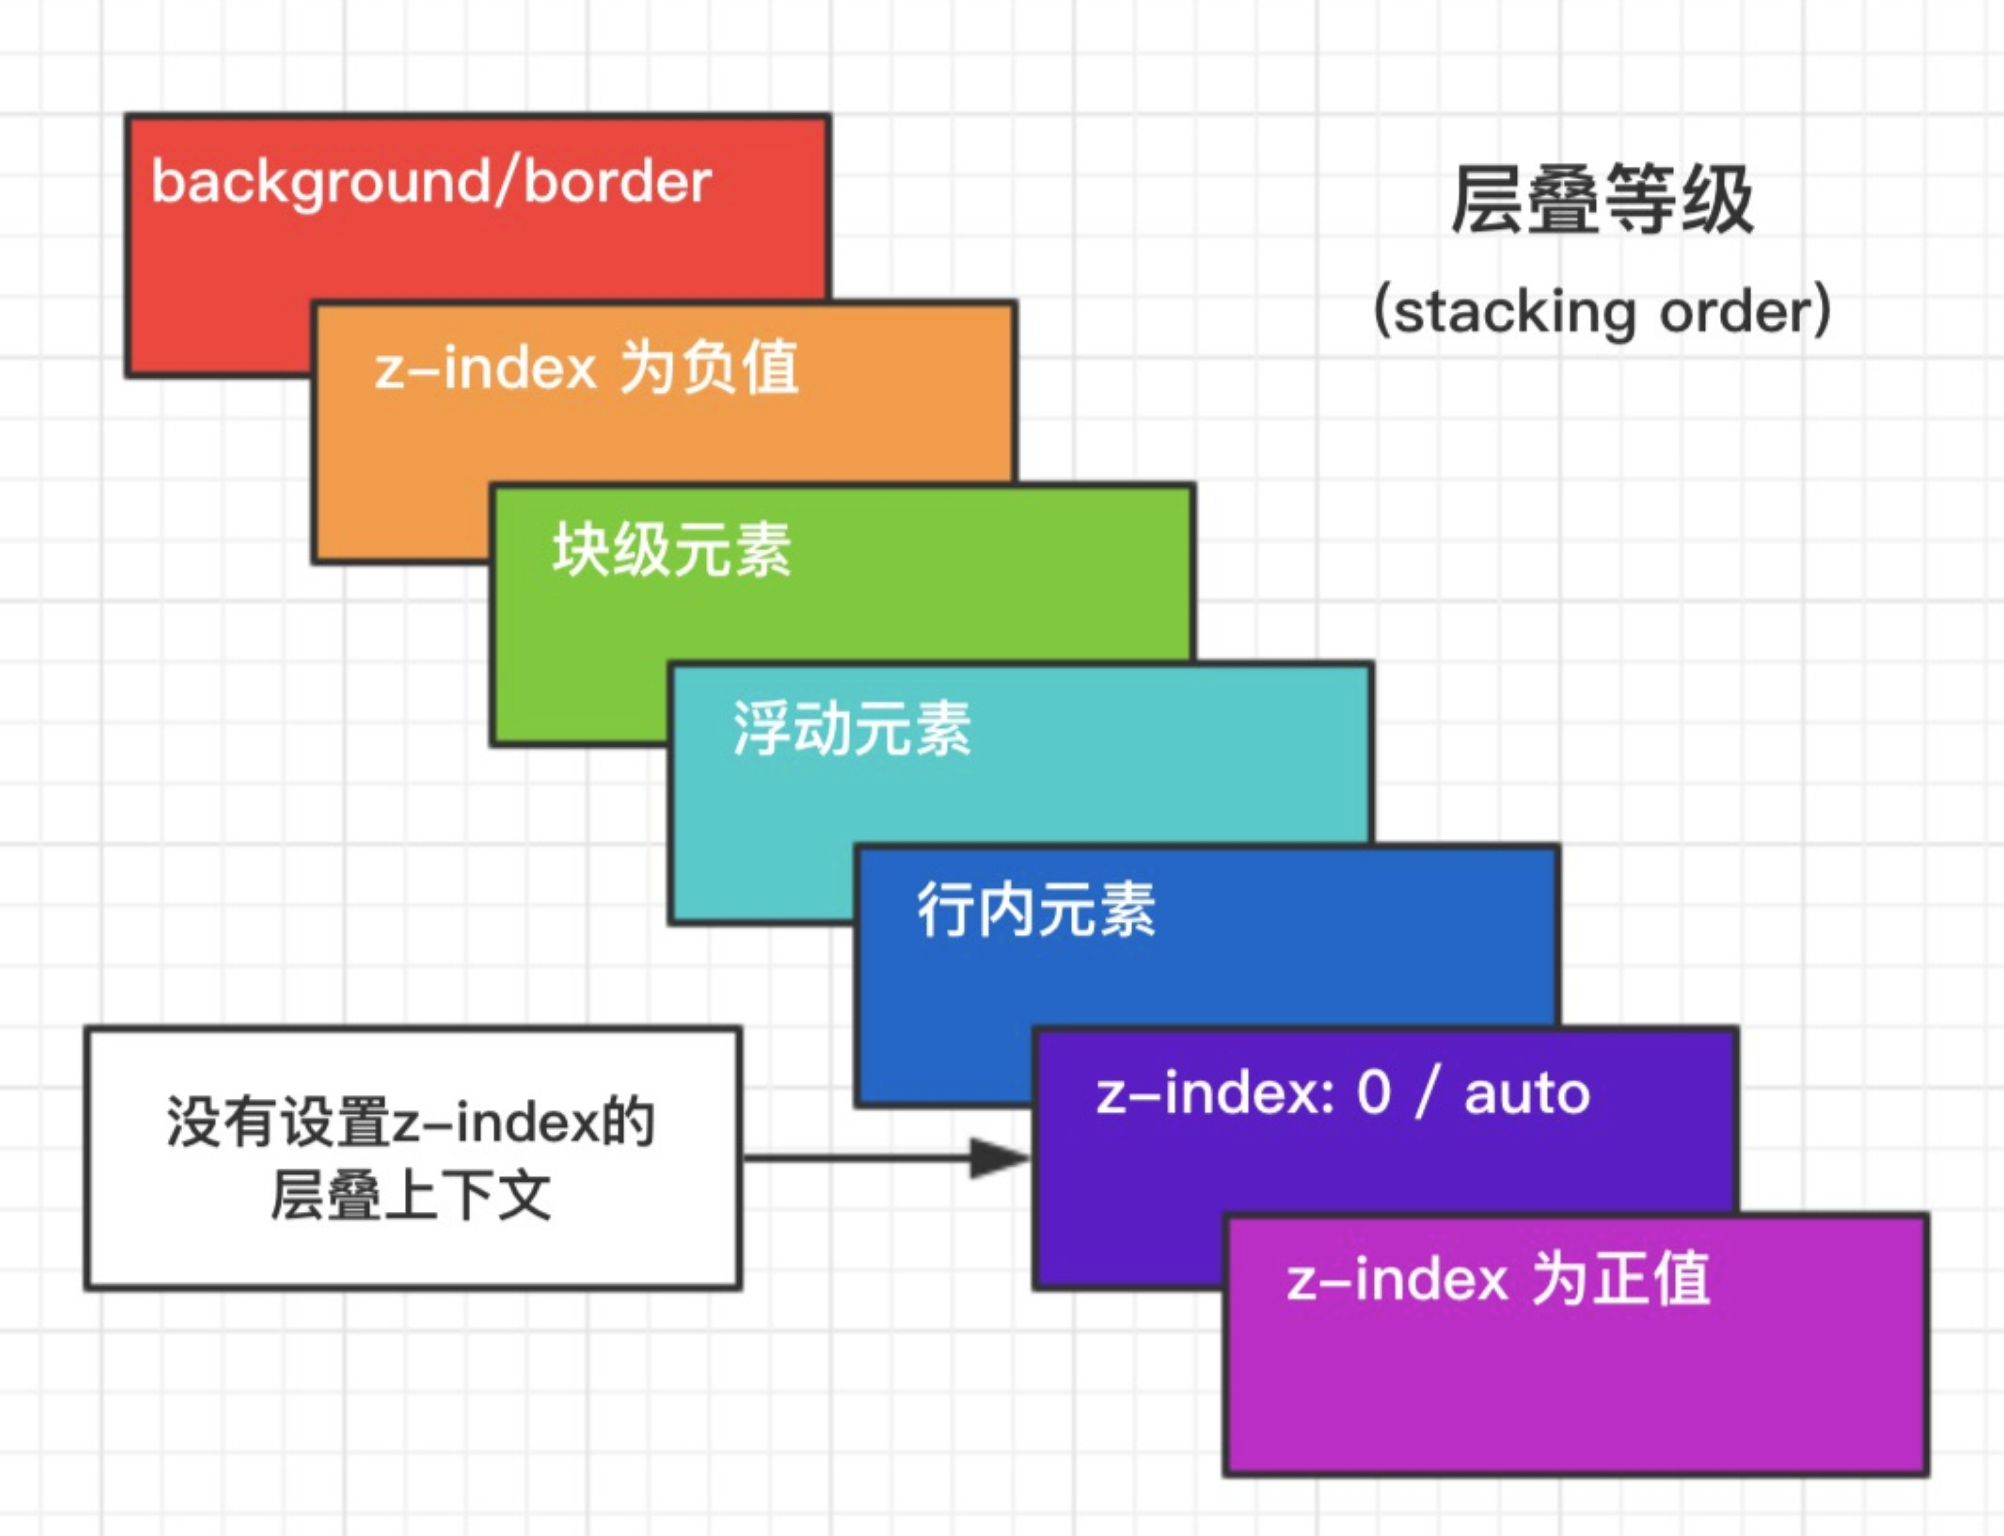 background/border
层叠等级
(stacking order)
z-index 为负值
块级元素
浮动元素
行内元素
没有设置z-index的
层叠上下文
z-index: 0 / auto
z-index 为正值